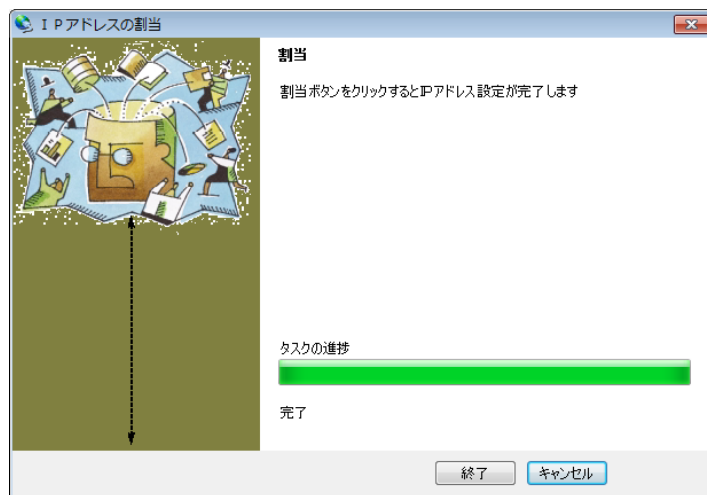 ＩＰアドレスの割当
割当
割当ボタンをクリックするとIPアドレス設定が完了します
タスクの進捗
完了
終了
キャンセル